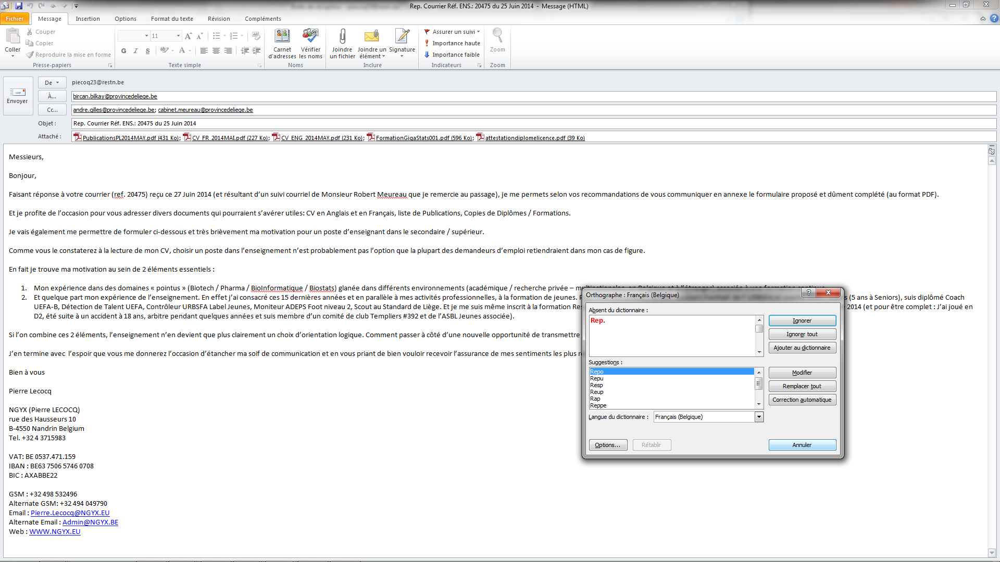 Rep. Courrier Réf. ENS.: 20475 du 25 Juin 2014 - Message (HTML)
Fichier Message Insertion Options Format du texte Révision Compléments
Coller
Couper
Copier
Reproduire la mise en forme
Presse-papiers
11
G I S
Texte simple
Carnet d'adresses
Vérifier les noms
Noms
Joindre un fichier
Joindre un élément
Signature
Inclure
Assurer un suivi
Importance haute
Importance faible
Indicateurs
Zoom
Zoom
Envoyer
De piecoq23@restn.be
À... bircan.bilkay@provincedeliege.be
Cc... andre.gilles@provincedeliege.be; cabinet.meureau@provincedeliege.be
Objet : Rep. Courrier Réf. ENS.: 20475 du 25 Juin 2014
Attaché : PublicationsPL2014MAY.pdf (431 Ko); CV_FR_2014MAI.pdf (227 Ko); CV_ENG_2014MAY.pdf (231 Ko); FormationGigaStats001.pdf (596 Ko); attestationdiplomelicence.pdf (39 Ko)
Messieurs,
Bonjour,
Faisant réponse à votre courrier (ref. 20475) reçu ce 27 Juin 2014 (et résultant d’un suivi courriel de Monsieur Robert Meureau que je remercie au passage), je me permets selon vos recommandations de vous communiquer en annexe le formulaire proposé et dûment complété (au format PDF).
Et je profite de l’occasion pour vous adresser divers documents qui pourraient s’avérer utiles: CV en Anglais et en Français, liste de Publications, Copies de Diplômes / Formations.
Je vais également me permettre de formuler ci-dessous et très brièvement ma motivation pour un poste d’enseignant dans le secondaire / supérieur.
Comme vous le constaterez à la lecture de mon CV, choisir un poste dans l’enseignement n’est probablement pas l’option que la plupart des demandeurs d’emploi retiendraient dans mon cas de figure.
En fait je trouve ma motivation au sein de 2 éléments essentiels :
1. Mon expérience dans des domaines « pointus » (Biotech / Pharma / BioInformatique / Biostats) glanée dans différents environnements (académique / recherche privée –
2. Et quelque part mon expérience de l’enseignement. En effet j’ai consacré ces 15 dernières années et en parallèle à mes activités professionnelles, à la formation de jeunes. (5 ans à Seniors), suis diplômé Coach
UEFA-B, Détection de Talent UEFA, Contrôleur URBSFA Label Jeunes, Moniteur ADEPS Foot niveau 2, Scout au Standard de Liège. Et je me suis même inscrit à la formation Res 2014 (et pour être complet : J’ai joué en
D2, été suite à un accident à 18 ans, arbitre pendant quelques années et suis membre d’un comité de club Templiers #392 et de l’ASBL Jeunes associée).
Si l’on combine ces 2 éléments, l’enseignement n’en devient que plus clairement un choix d’orientation logique. Comment passer à côté d’une nouvelle opportunité de transmettre
J’en termine avec l’espoir que vous me donnerez l’occasion d’étancher ma soif de communication et en vous priant de bien vouloir recevoir l’assurance de mes sentiments les plus
Bien à vous
Pierre Lecocq
NGYX (Pierre LECOCQ)
rue des Hausseurs 10
B-4550 Nandrin Belgium
Tel. +32 4 3715983
VAT: BE 0537.471.159
IBAN : BE63 7506 5746 0708
BIC : AXABBE22
GSM : +32 498 532496
Alternate GSM: +32 494 049790
Email : Pierre.Lecocq@NGYX.EU
Alternate Email : Admin@NGYX.BE
Web : WWW.NGYX.EU
Orthographe : Français (Belgique)
Absent du dictionnaire :
Rep.
Ignorer
Ignorer tout
Ajouter au dictionnaire
Suggestions :
Repo
Repu
Resp
Reup
Rap
Reppe
Modifier
Remplacer tout
Correction automatique
Langue du dictionnaire : Français (Belgique)
Options... Rétablir Annuler